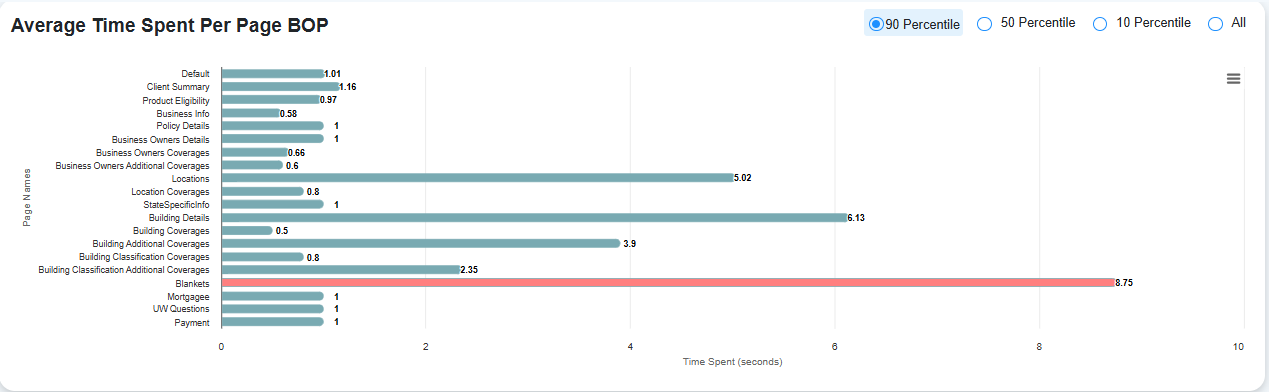 Average Time Spent Per Page BOP
90 Percentile
50 Percentile
10 Percentile
All
Page Names
Default 1.01
Client Summary 1.16
Product Eligibility 0.97
Business Info 0.58
Policy Details 1
Business Owners Details 1
Business Owners Coverages 0.66
Business Owners Additional Coverages 0.6
Locations 5.02
Location Coverages 0.8
StateSpecificInfo 1
Building Details 6.13
Building Coverages 0.5
Building Additional Coverages 3.9
Building Classification Coverages 0.8
Building Classification Additional Coverages 2.35
Blankets 8.75
Mortgagee 1
UW Questions 1
Payment 1
0 2 4 6 8 10
Time Spent (seconds)